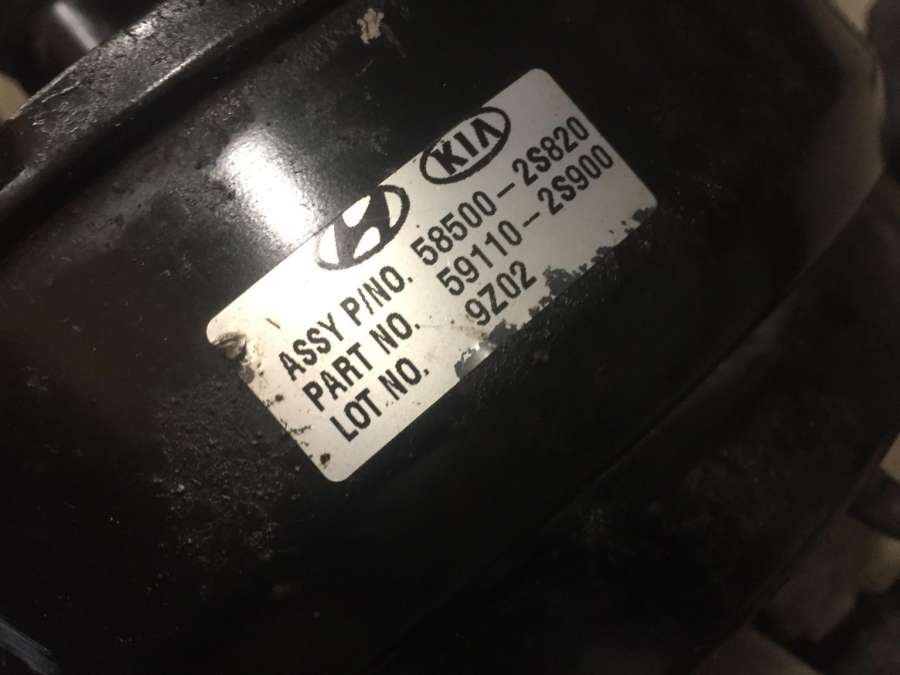 KIA
ASSY P/NO. 58500-2S820
PART NO. 59110-2S900
LOT NO. 9Z02